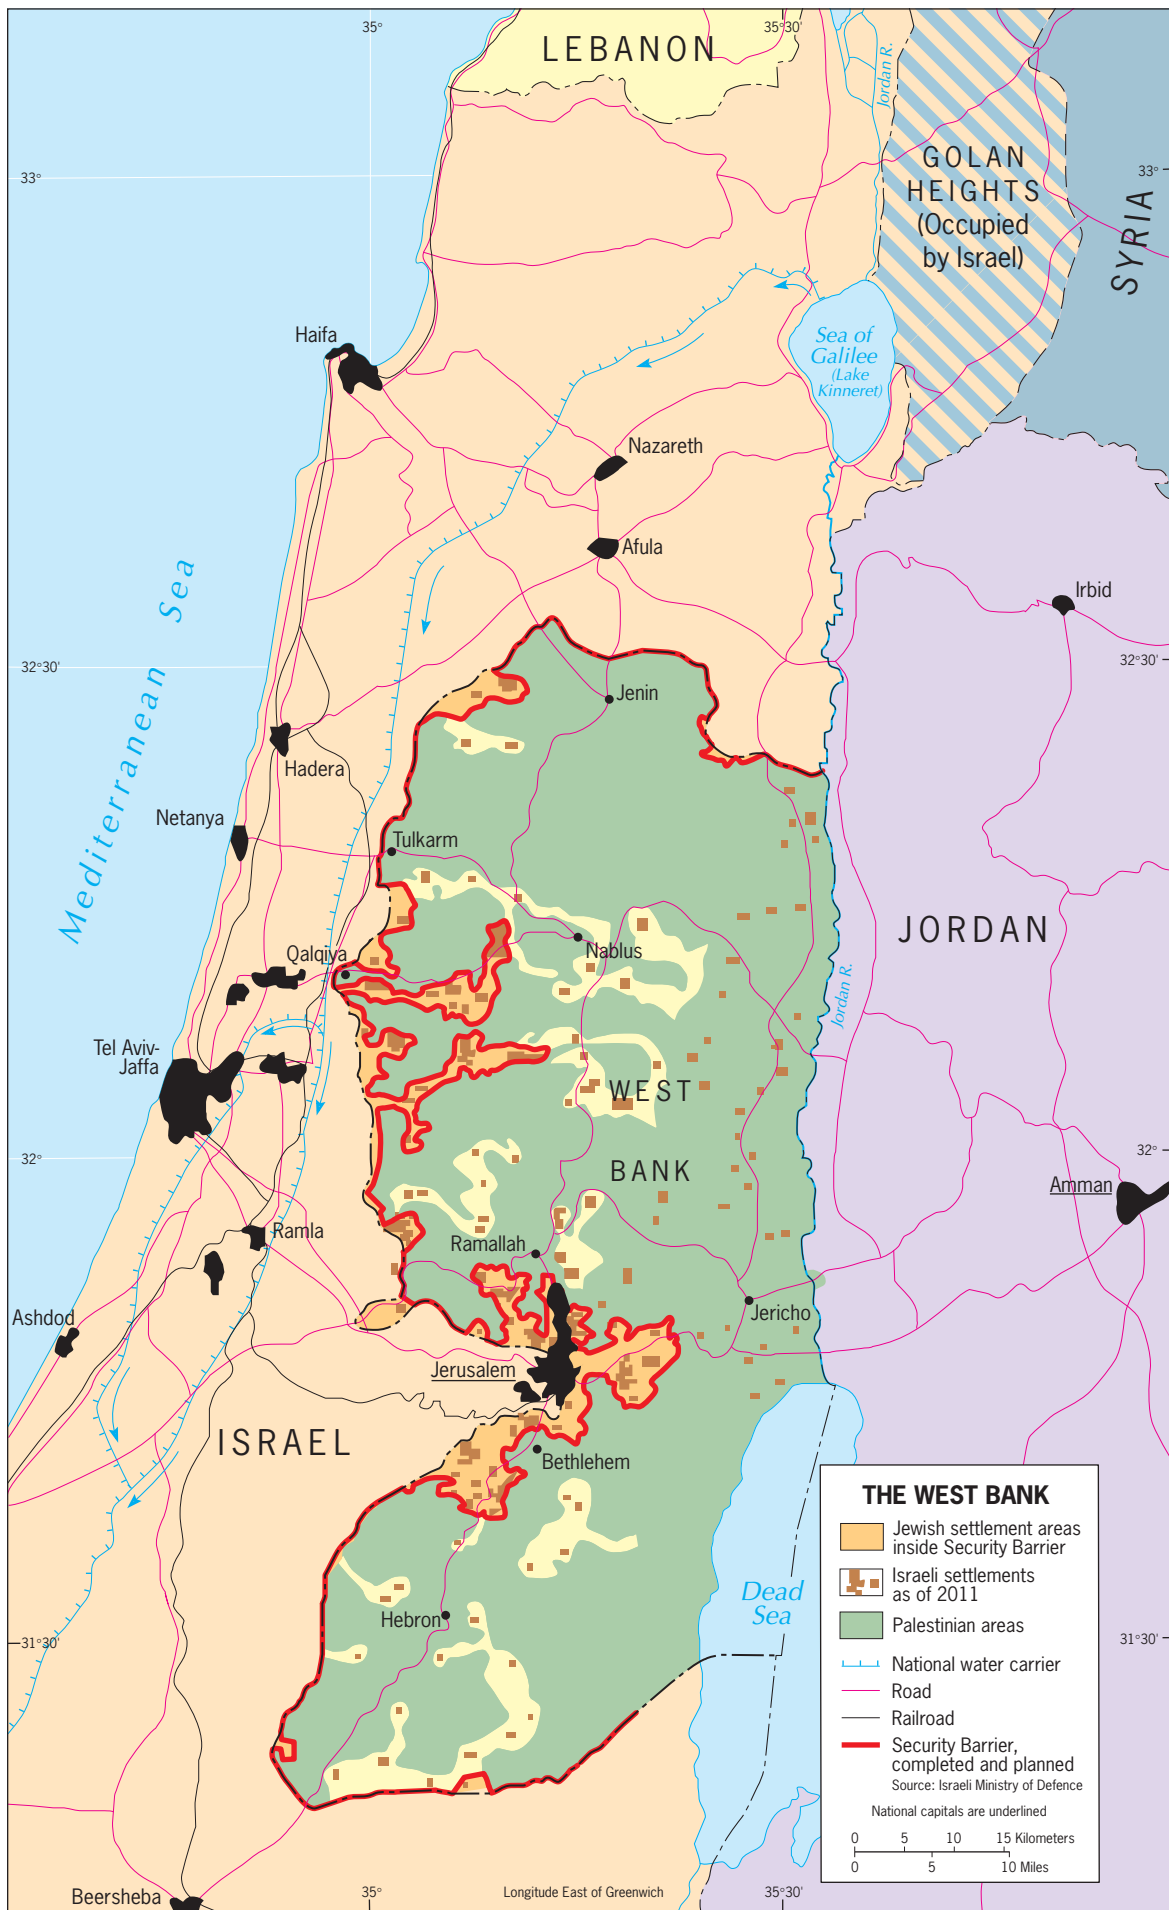 35°
35°30'
LEBANON
Jordan R.
GOLAN
HEIGHTS
(Occupied
by Israel)
33°
33°
SYRIA
Haifa
Sea of
Galilee
(Lake
Kinneret)
Nazareth
Afula
Irbid
Mediterranean Sea
32°30'
32°30'
Jenin
Hadera
Netanya
Tulkarm
JORDAN
Qalqiya
Nablus
Jordan R.
Tel Aviv-
Jaffa
WEST
BANK
32°
32°
Amman
Ramla
Ramallah
Jericho
Ashdod
Jerusalem
ISRAEL
Bethlehem
Dead
Sea
Hebron
31°30'
31°30'
THE WEST BANK
Jewish settlement areas
inside Security Barrier
Israeli settlements
as of 2011
Palestinian areas
National water carrier
Road
Railroad
Security Barrier,
completed and planned
Source: Israeli Ministry of Defence
National capitals are underlined
0 5 10 15 Kilometers
0 5 10 Miles
Beersheba
35°
Longitude East of Greenwich
35°30'